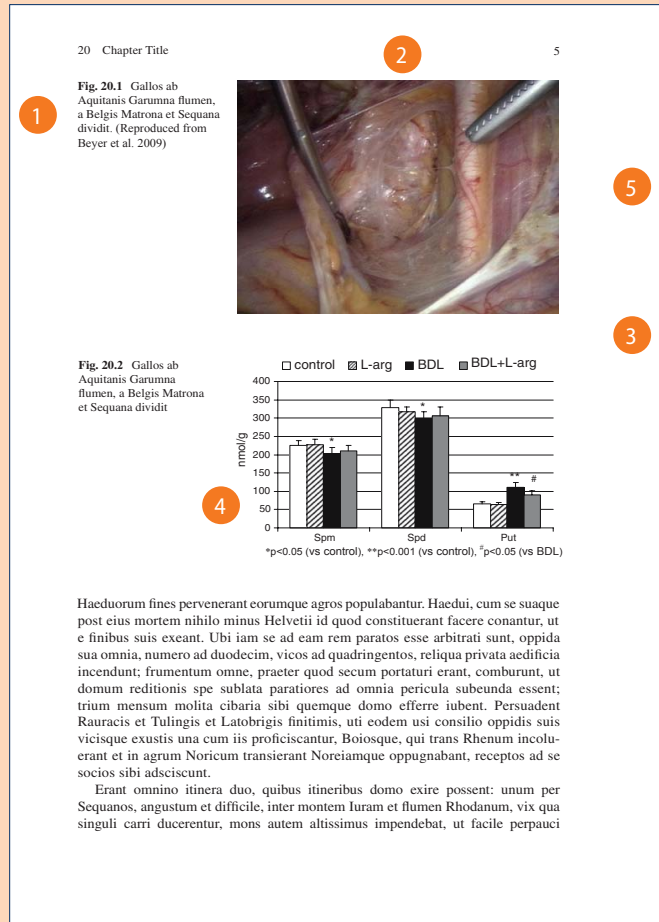 20 Chapter Title 5
2
1
Fig. 20.1 Gallos ab
Aquitanis Garumna flumen,
a Belgis Matrona et Sequana
dividit. (Reproduced from
Beyer et al. 2009)
5
3
Fig. 20.2 Gallos ab
Aquitanis Garumna
flumen, a Belgis Matrona
et Sequana dividit
control L-arg BDL BDL+L-arg
nmol/g
400
350
300
250
200
150
100
50
0
* * ** #
Spm Spd Put
*p<0.05 (vs control), **p<0.001 (vs control), #p<0.05 (vs BDL)
4
Haeduorum fines pervenerant eorumque agros populabantur. Haedui, cum se suaque
post eius mortem nihilo minus Helvetii id quod constituerant facere conantur, ut
e finibus suis exeant. Ubi iam se ad eam rem paratos esse arbitrati sunt, oppida
sua omnia, numero ad duodecim, vicos ad quadringentos, reliqua privata aedificia
incendunt; frumentum omne, praeter quod secum portaturi erant, comburunt, ut
domum reditionis spe sublata paratiores ad omnia pericula subeunda essent;
trium mensum molita cibaria sibi quemque domo efferre iubent. Persuadent
Rauracis et Tulingis et Latobrigis finitimis, uti eodem usi consilio oppidis suis
vicisque exustis una cum iis proficiscantur, Boiosque, qui trans Rhenum incolu-
erant et in agrum Noricum transierant Noreiamque oppugnabant, receptos ad se
socios sibi adsciscunt.
Erant omnino itinera duo, quibus itineribus domo exire possent: unum per
Sequanos, angustum et difficile, inter montem Iuram et flumen Rhodanum, vix qua
singuli carri ducerentur, mons autem altissimus impendebat, ut facile perpauci